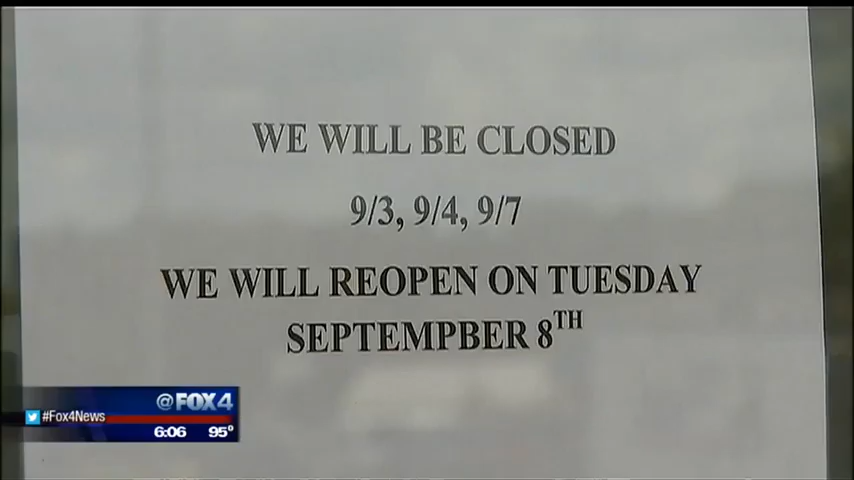 WE WILL BE CLOSED
9/3, 9/4, 9/7
WE WILL REOPEN ON TUESDAY
SEPTEMPBER 8TH
@FOX4
#Fox4News
6:06 95°